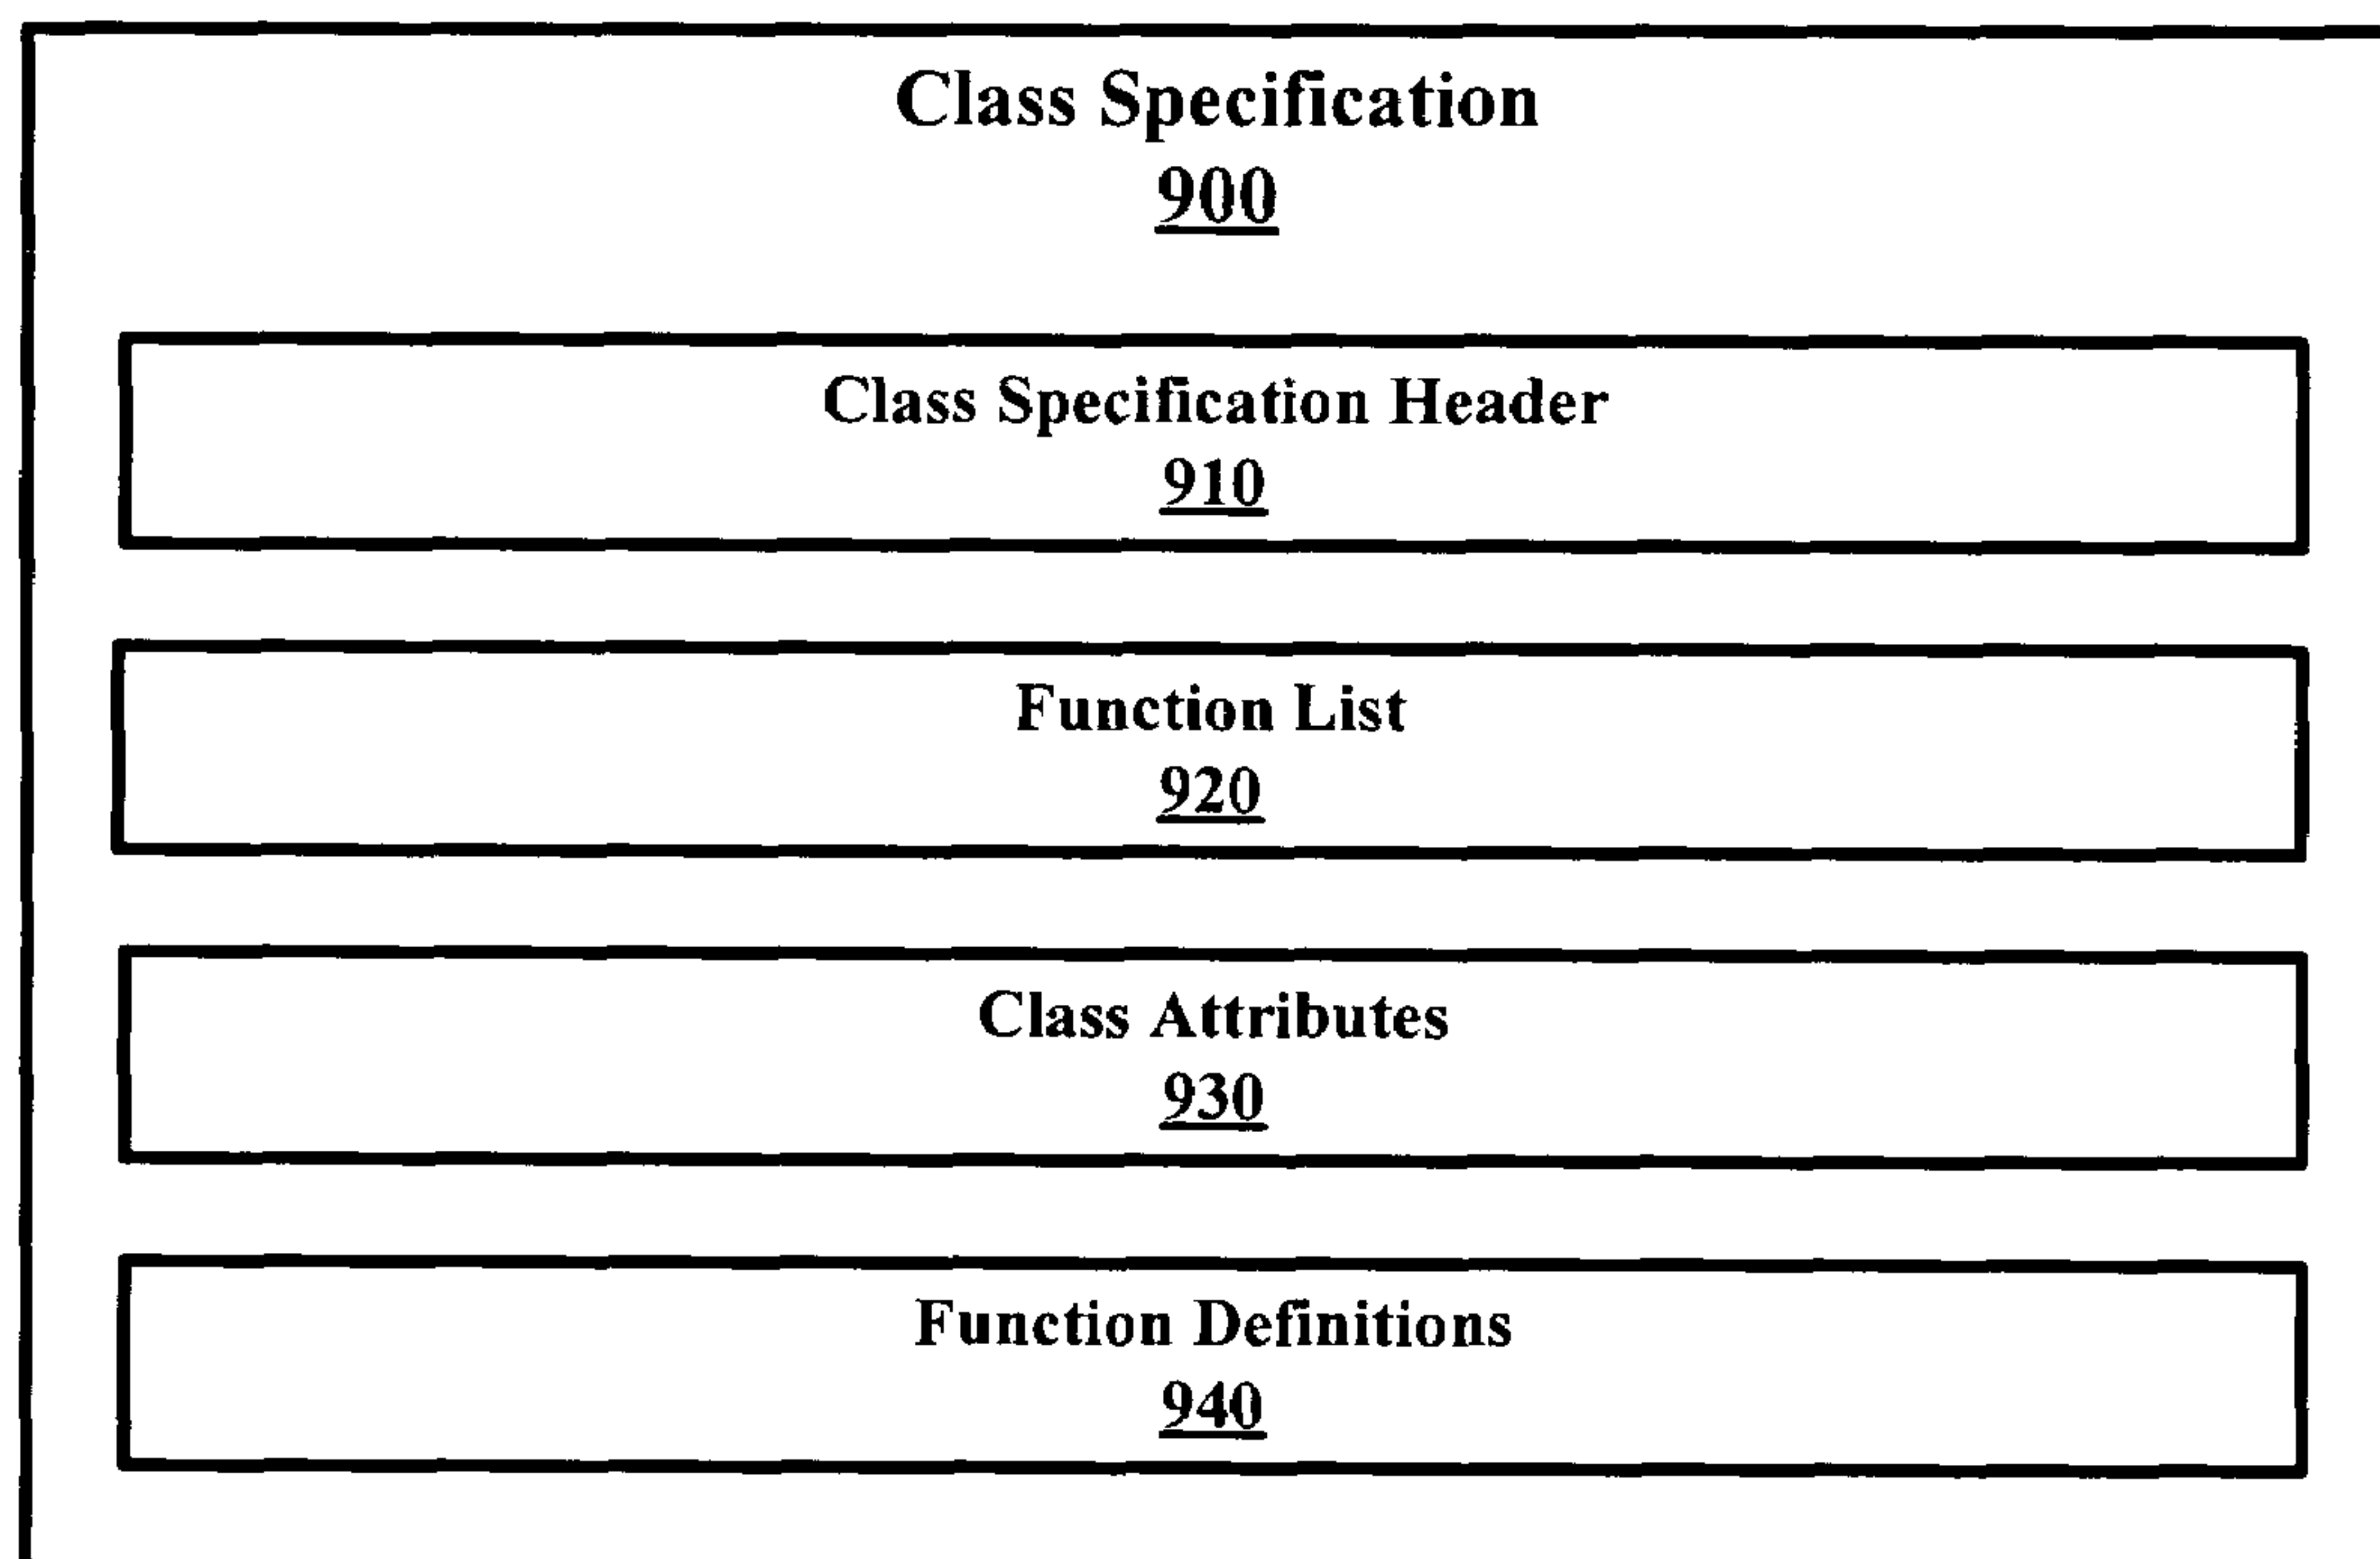 Class Specification
900
Class Specification Header
910
Function List
920
Class Attributes
930
Function Definitions
940